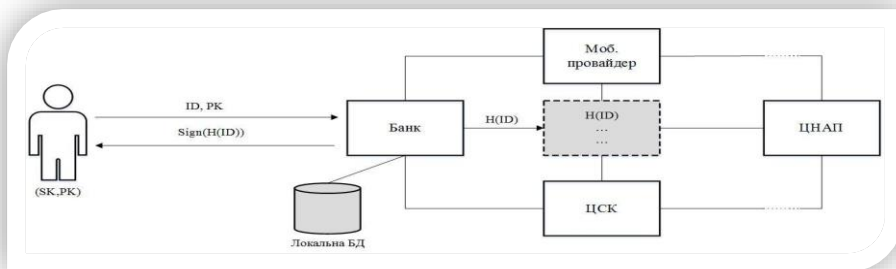 Моб.
провайдер
ID, PK
Sign(H(ID))
Банк
H(ID)
H(ID)
...
...
ЦНАП
(SK,PK)
Локальна БД
ЦСК